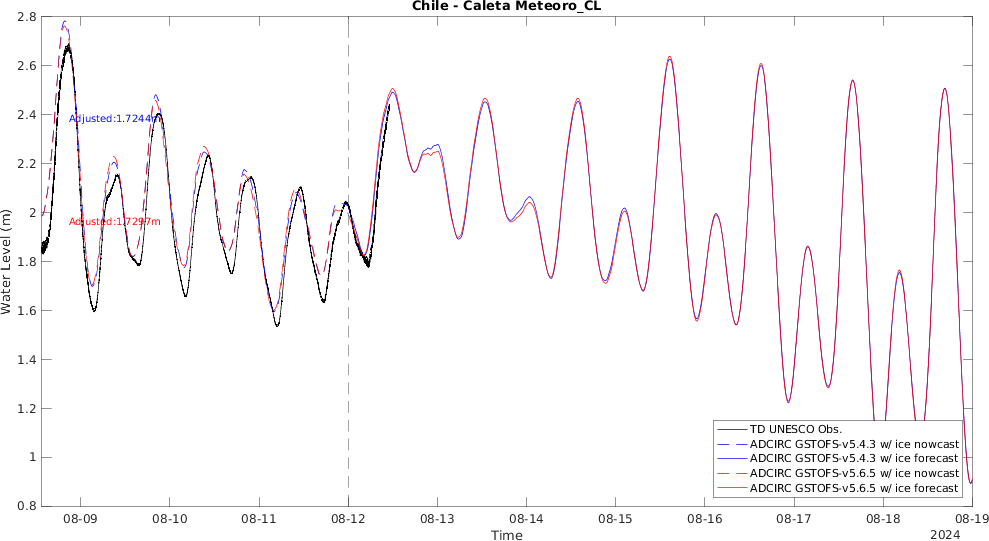 Chile - Caleta Meteoro_CL
2.8
2.6
2.4
2.2
2
1.8
1.6
1.4
1.2
1
0.8
Water Level (m)
Adjusted:1.7244m
Adjusted:1.7297m
TD UNESCO Obs.
ADCIRC GSTOFS-v5.4.3 w/ ice nowcast
ADCIRC GSTOFS-v5.4.3 w/ ice forecast
ADCIRC GSTOFS-v5.6.5 w/ ice nowcast
ADCIRC GSTOFS-v5.6.5 w/ ice forecast
08-09 08-10 08-11 08-12 08-13 08-14 08-15 08-16 08-17 08-18 08-19
Time
2024